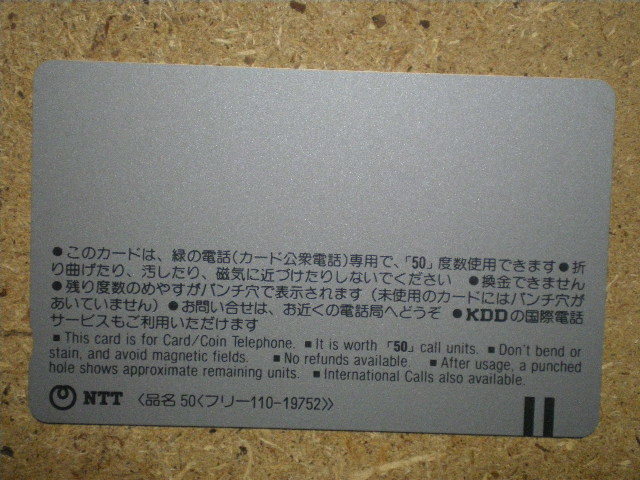 ●このカードは、緑の電話(カード公衆電話)専用で、「50」度数使用できます●折
り曲げたり、汚したり、磁気に近づけたりしないでください ●換金できません
●残り度数のめやすがパンチ穴で表示されます(未使用のカードにはパンチ穴が
あいていません)●お問い合せは、お近くの電話局へどうぞ ●KDDの国際電話
サービスもご利用いただけます
■ This card is for Card/Coin Telephone. ■ It is worth「50」call units. ■ Don't bend or
stain, and avoid magnetic fields. ■ No refunds available. ■ After usage, a punched
hole shows approximate remaining units. ■ International Calls also available.
NTT 〈品名 50〈フリー110-19752〉〉